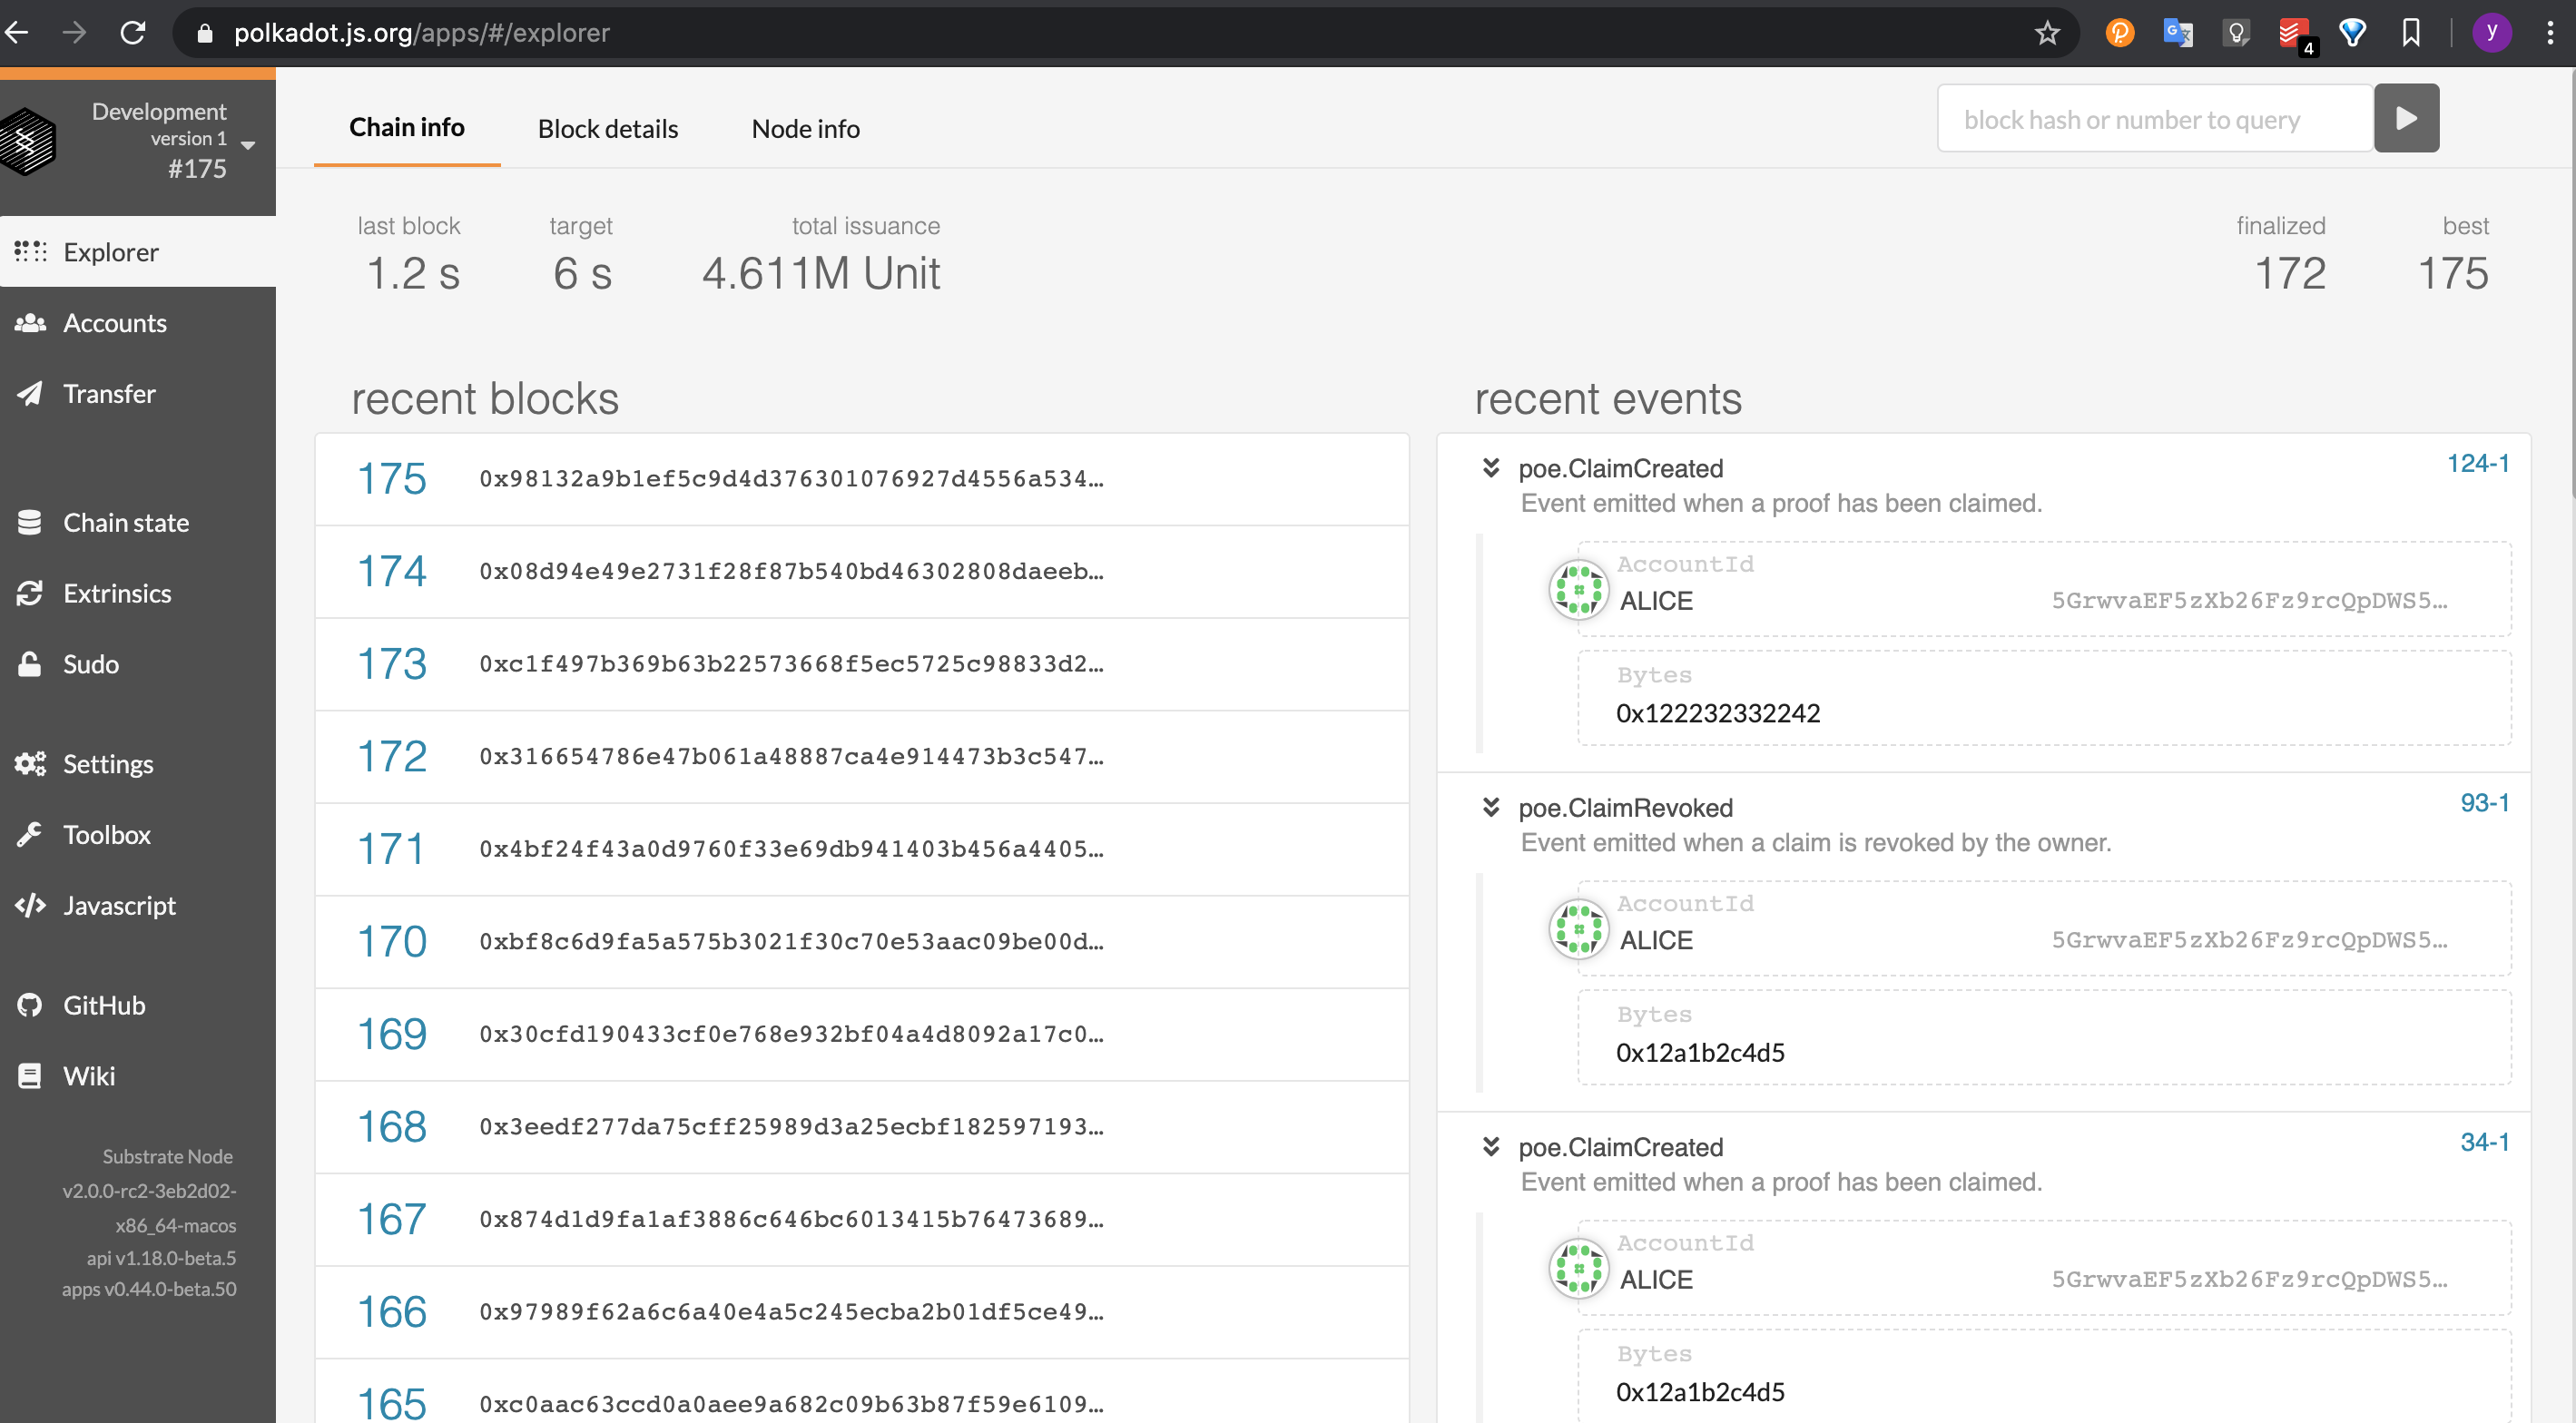 polkadot.js.org/apps/#/explorer
4
y
Development
version 1
#175
Explorer
Accounts
Transfer
Chain state
Extrinsics
Sudo
Settings
Toolbox
Javascript
GitHub
Wiki
Substrate Node
v2.0.0-rc2-3eb2d02-
x86_64-macos
api v1.18.0-beta.5
apps v0.44.0-beta.50
Chain info
Block details
Node info
block hash or number to query
last block
1.2 s
target
6 s
total issuance
4.611M Unit
finalized
172
best
175
recent blocks
175 0x98132a9b1ef5c9d4d376301076927d4556a534…
174 0x08d94e49e2731f28f87b540bd46302808daeeb…
173 0xc1f497b369b63b22573668f5ec5725c98833d2…
172 0x316654786e47b061a48887ca4e914473b3c547…
171 0x4bf24f43a0d9760f33e69db941403b456a4405…
170 0xbf8c6d9fa5a575b3021f30c70e53aac09be00d…
169 0x30cfd190433cf0e768e932bf04a4d8092a17c0…
168 0x3eedf277da75cff25989d3a25ecbf182597193…
167 0x874d1d9fa1af3886c646bc6013415b76473689…
166 0x97989f62a6c6a40e4a5c245ecba2b01df5ce49…
165 0xc0aac63ccd0a0aee9a682c09b63b87f59e6109…
recent events
poe.ClaimCreated 124-1
Event emitted when a proof has been claimed.
AccountId
ALICE 5GrwvaEF5zXb26Fz9rcQpDWS5…
Bytes
0x122232332242
poe.ClaimRevoked 93-1
Event emitted when a claim is revoked by the owner.
AccountId
ALICE 5GrwvaEF5zXb26Fz9rcQpDWS5…
Bytes
0x12a1b2c4d5
poe.ClaimCreated 34-1
Event emitted when a proof has been claimed.
AccountId
ALICE 5GrwvaEF5zXb26Fz9rcQpDWS5…
Bytes
0x12a1b2c4d5